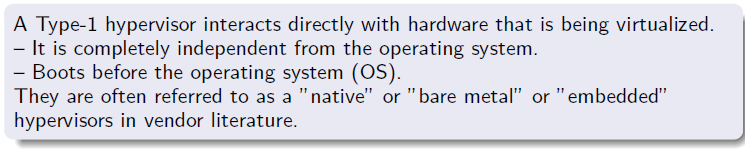 A Type-1 hypervisor interacts directly with hardware that is being virtualized.
– It is completely independent from the operating system.
– Boots before the operating system (OS).
They are often referred to as a ”native” or ”bare metal” or ”embedded”
hypervisors in vendor literature.